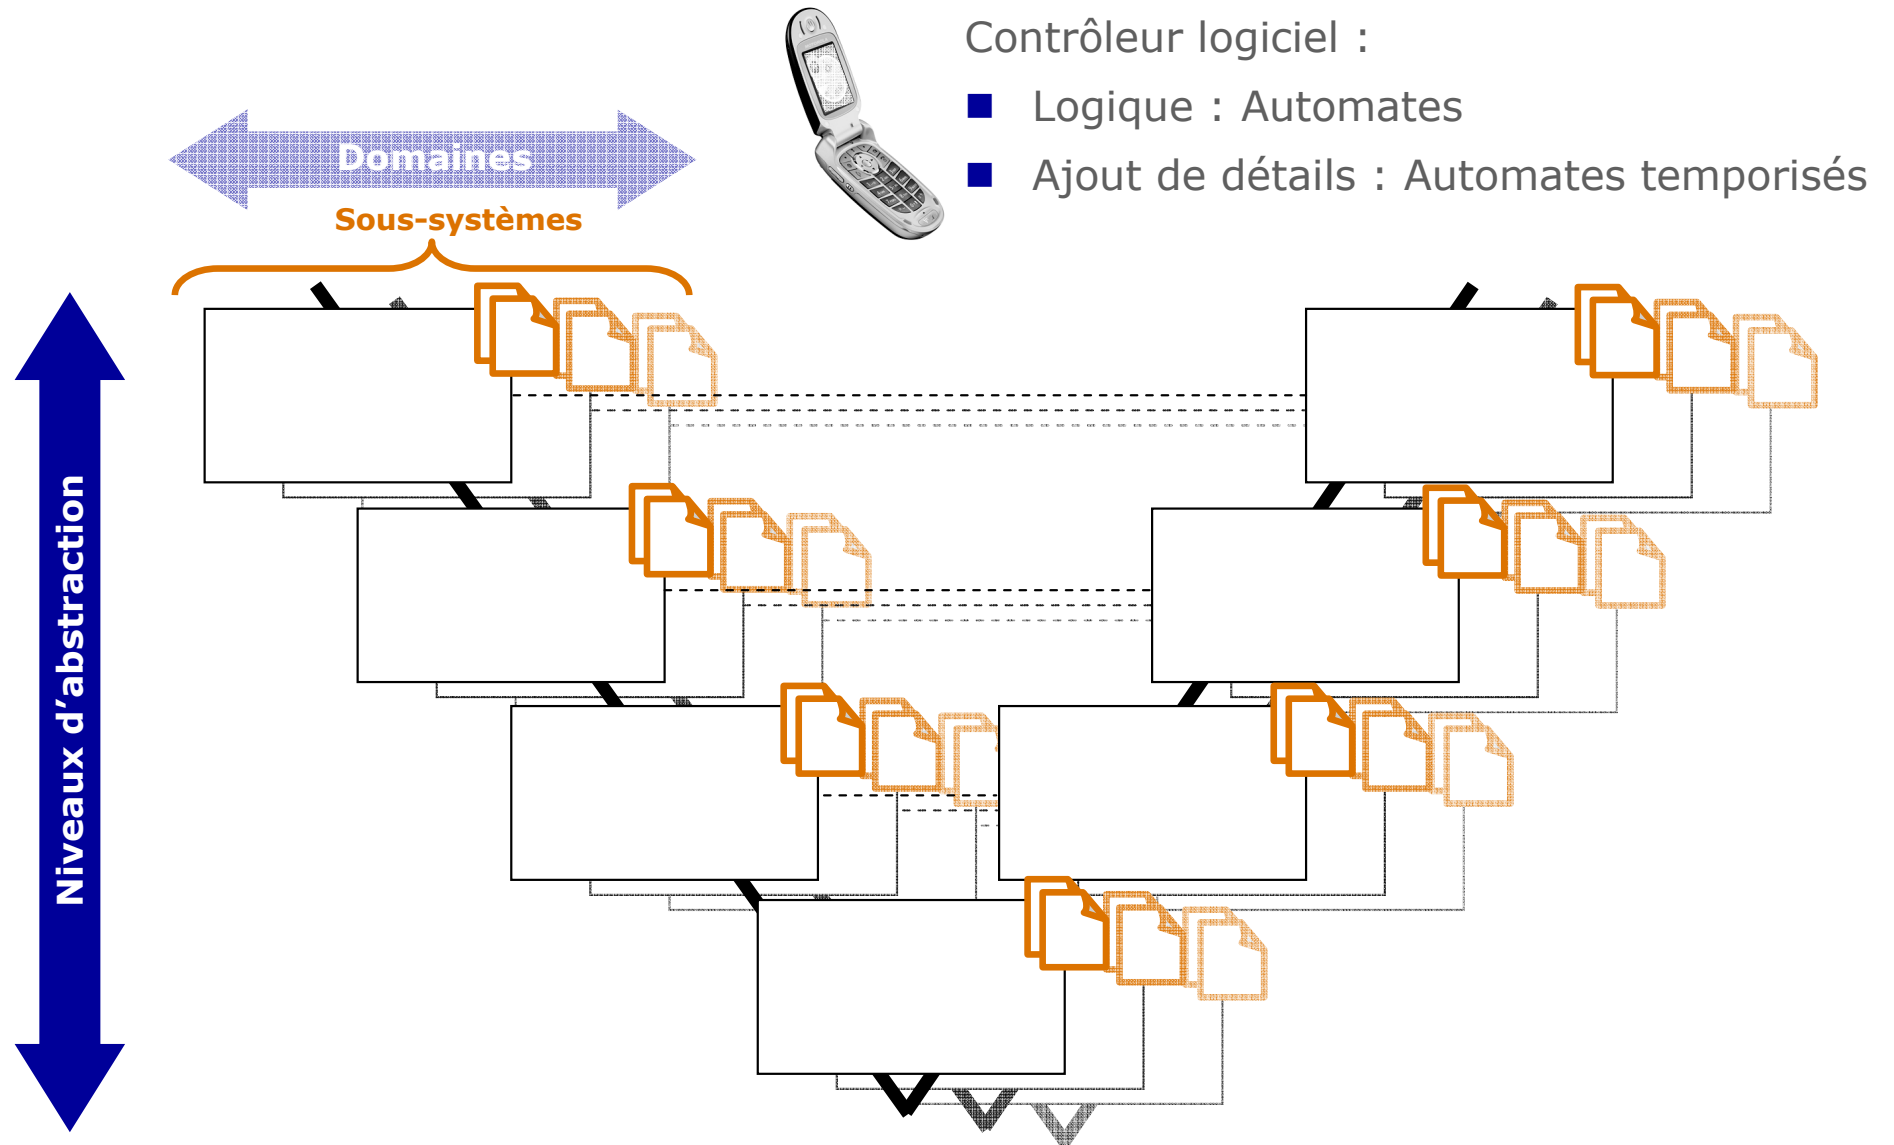 Contrôleur logiciel :
Logique : Automates
Ajout de détails : Automates temporisés
Domaines
Sous-systèmes
Niveaux d’abstraction